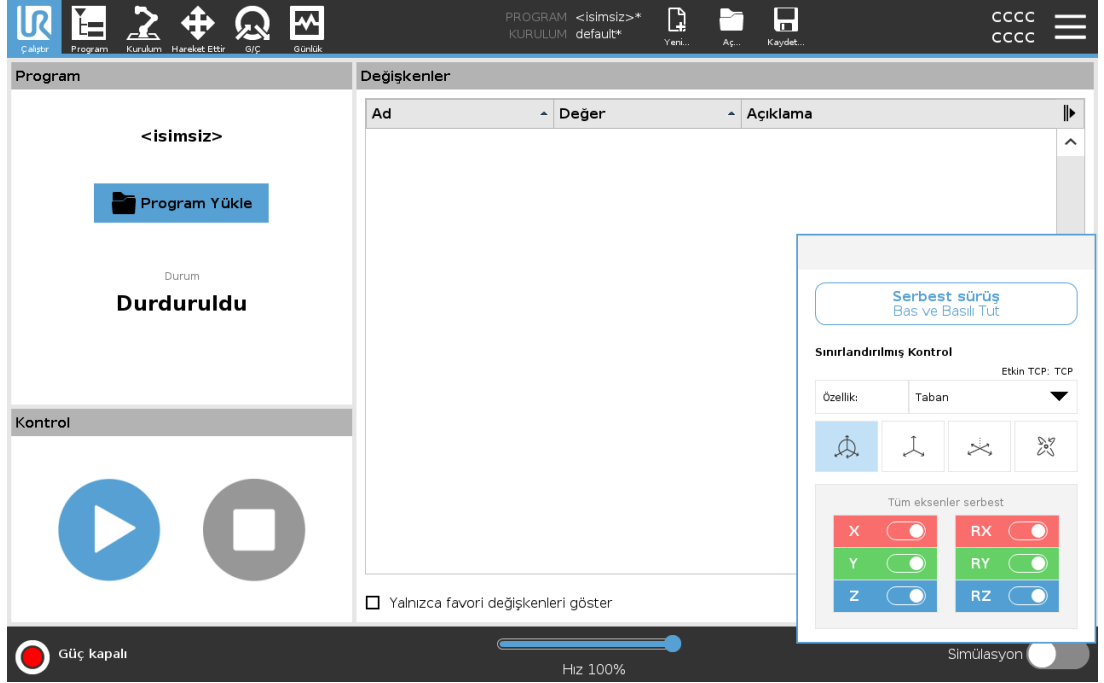 UR
Çalıştır
Program
Kurulum
Hareket Ettir
G/Ç
Günlük
PROGRAM <isimsiz>*
KURULUM default*
Yeni...
Aç...
Kaydet...
CCCC
CCCC
Program
<isimsiz>
Program Yükle
Durum
Durduruldu
Kontrol
Değişkenler
Ad Değer Açıklama
Yalnızca favori değişkenleri göster
Serbest sürüş
Bas ve Basılı Tut
Sınırlandırılmış Kontrol
Etkin TCP: TCP
Özellik: Taban
Tüm eksenler serbest
X RX
Y RY
Z RZ
Güç kapalı
Hız 100%
Simülasyon